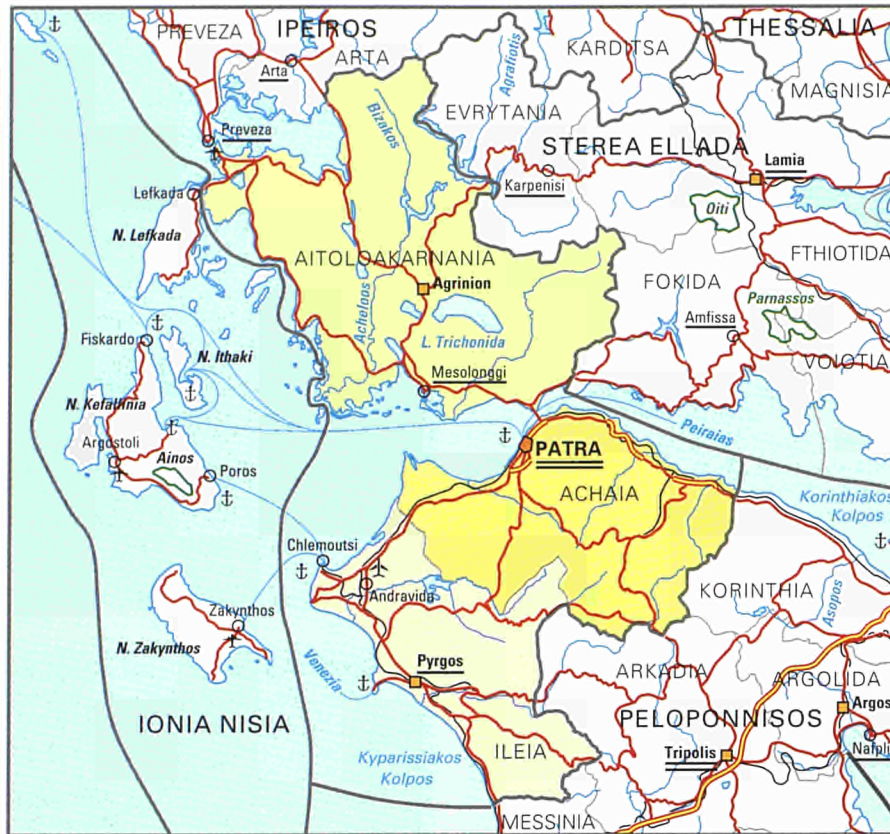 PREVEZA
IPEIROS
THESSALIA
ARTA
KARDITSA
Arta
Agrafiotis
MAGNISIA
Bizakos
EVRYTANIA
Preveza
STEREA ELLADA
Lamia
Karpenisi
Lefkada
Oiti
N. Lefkada
FTHIOTIDA
AITOLOAKARNANIA
FOKIDA
Agrinion
Acheloos
Parnassos
Amfissa
L. Trichonida
Fiskardo
N. Ithaki
VOIOTIA
Mesolonggi
N. Kefallinia
Peiraias
Argostoli
Ainos
PATRA
Poros
ACHAIA
Korinthiakos
Kolpos
Chlemoutsi
Andravida
KORINTHIA
Asopos
Zakynthos
N. Zakynthos
Venezia
Pyrgos
ARKADIA
ARGOLIDA
Argos
IONIA NISIA
PELOPONNISOS
ILEIA
Tripolis
Nafpli
Kyparissiakos
Kolpos
MESSINIA